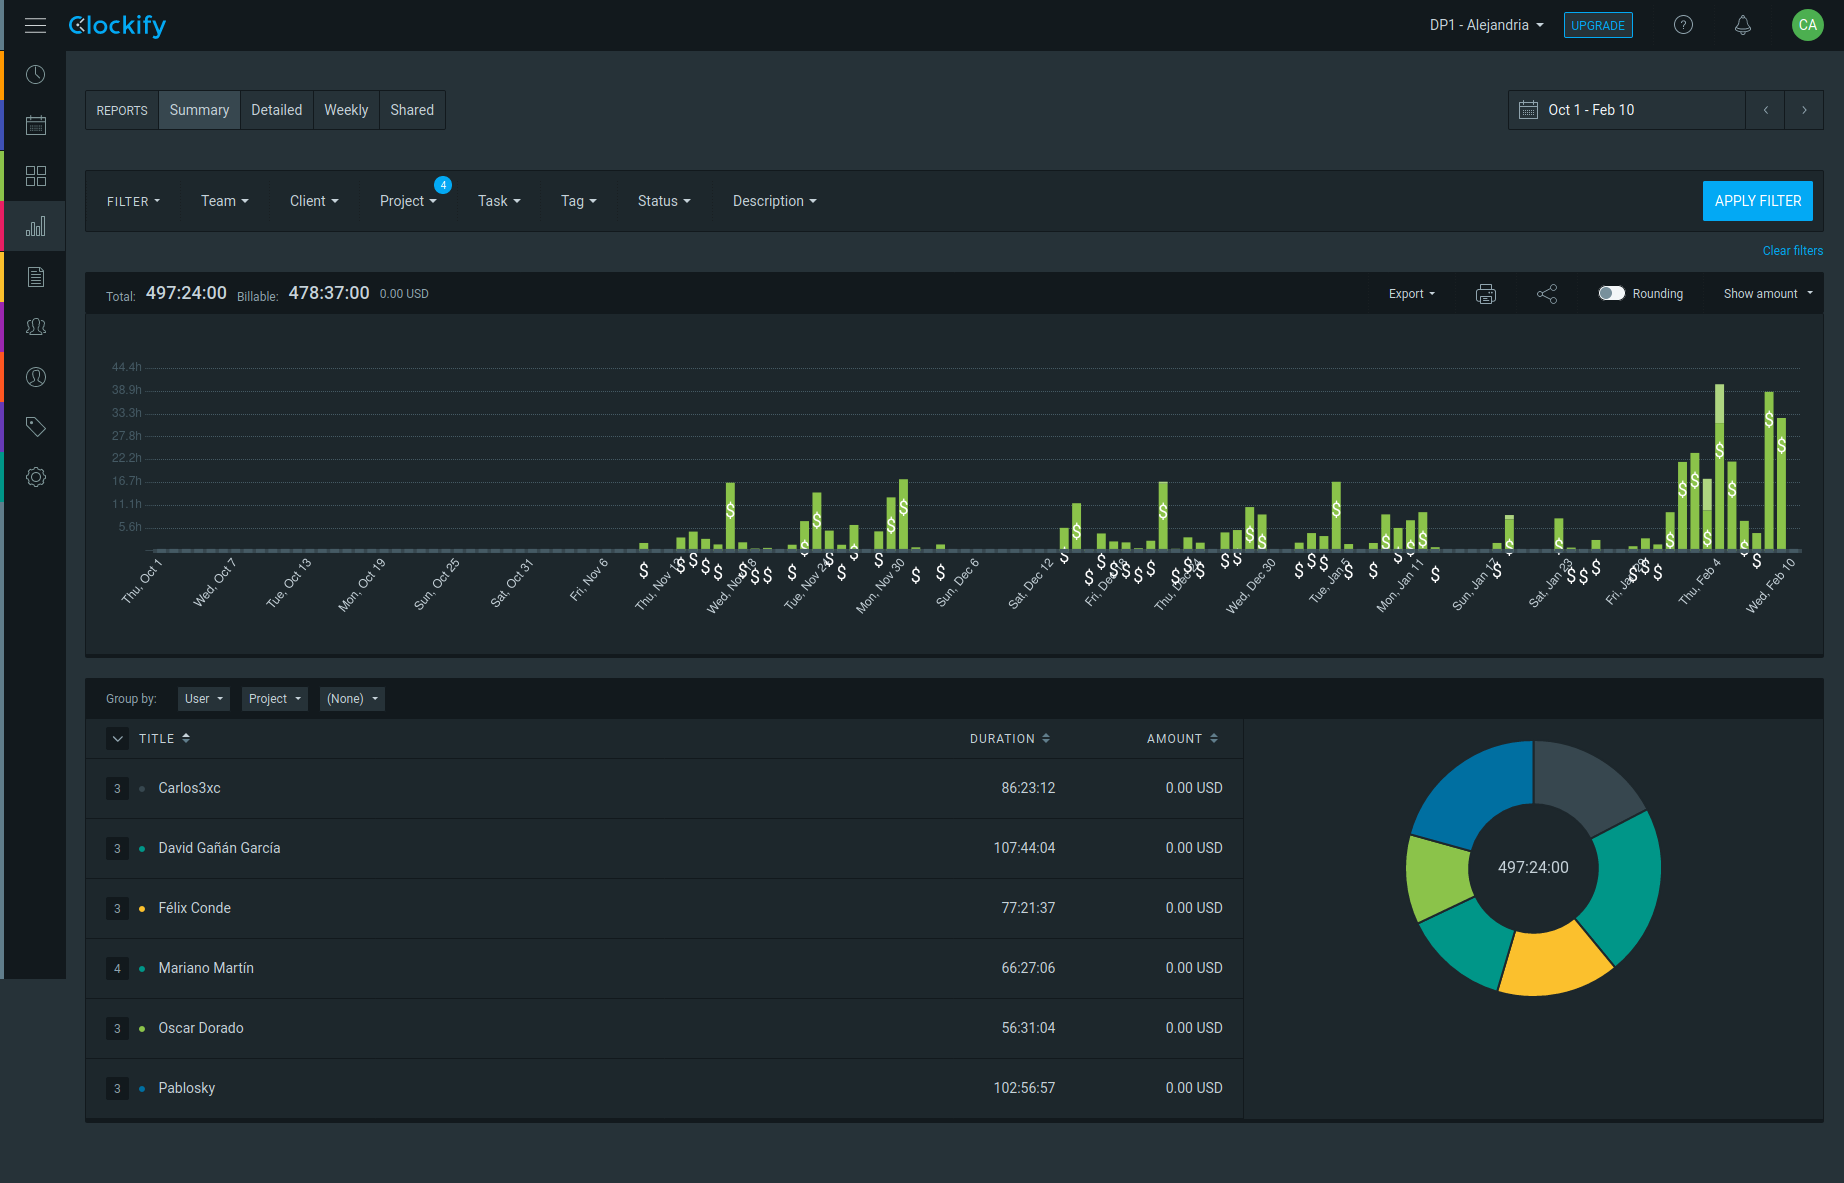 Clockify
DP1 - Alejandria
UPGRADE
?
CA
REPORTS
Summary
Detailed
Weekly
Shared
Oct 1 - Feb 10
FILTER
Team
Client
Project
4
Task
Tag
Status
Description
APPLY FILTER
Clear filters
Total: 497:24:00 Billable: 478:37:00 0.00 USD
Export
Rounding
Show amount
44.4h
38.9h
33.3h
27.8h
22.2h
16.7h
11.1h
5.6h
Thu, Oct 1
Wed, Oct 7
Tue, Oct 13
Mon, Oct 19
Sun, Oct 25
Sat, Oct 31
Fri, Nov 6
Thu, Nov 12
Wed, Nov 18
Tue, Nov 24
Mon, Nov 30
Sun, Dec 6
Sat, Dec 12
Fri, Dec 18
Thu, Dec 24
Wed, Dec 30
Tue, Jan 5
Mon, Jan 11
Sun, Jan 17
Sat, Jan 23
Fri, Jan 29
Thu, Feb 4
Wed, Feb 10
Group by: User Project (None)
TITLE DURATION AMOUNT
3 Carlos3xc 86:23:12 0.00 USD
3 David Gañán García 107:44:04 0.00 USD
3 Félix Conde 77:21:37 0.00 USD
4 Mariano Martín 66:27:06 0.00 USD
3 Oscar Dorado 56:31:04 0.00 USD
3 Pablosky 102:56:57 0.00 USD
497:24:00